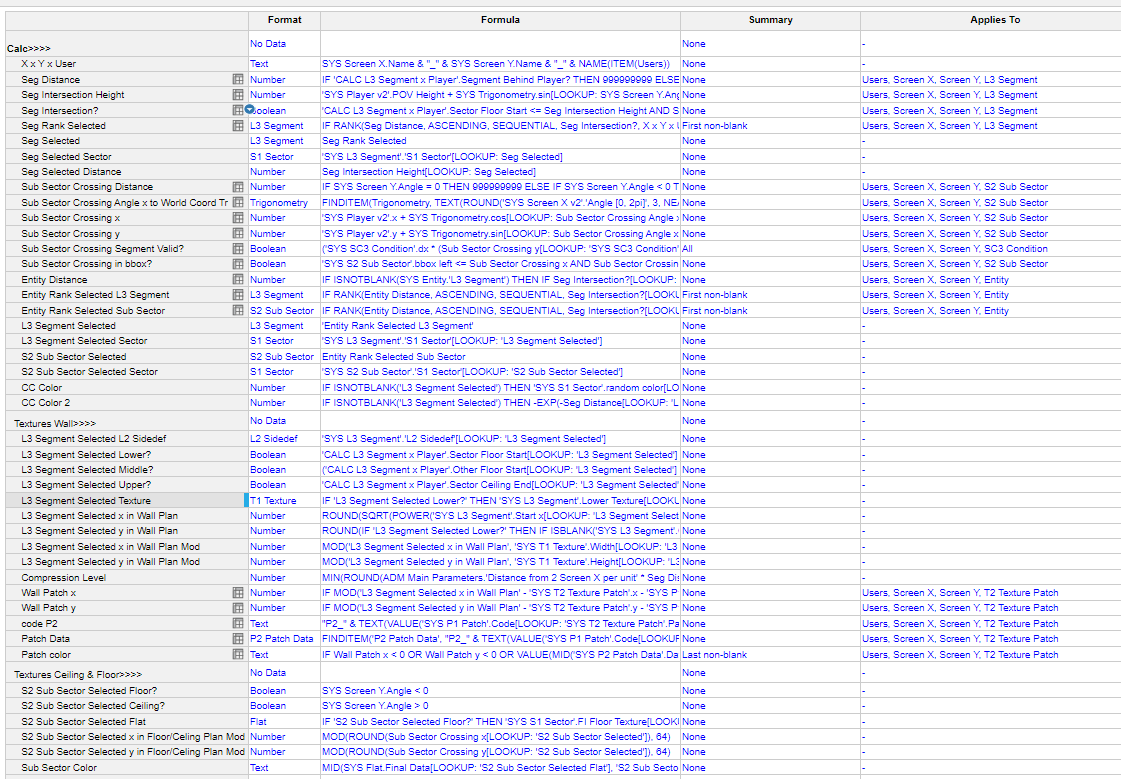 Format Formula Summary Applies To
Calc>>>> No Data None -
X x Y x User Text SYS Screen X.Name & "_" & SYS Screen Y.Name & "_" & NAME(ITEM(Users)) None -
Seg Distance Number IF 'CALC L3 Segment x Player'.Segment Behind Player? THEN 999999999 ELSE None Users, Screen X, Screen Y, L3 Segment
Seg Intersection Height Number 'SYS Player v2'.POV Height + SYS Trigonometry.sin[LOOKUP: SYS Screen Y.Ang None Users, Screen X, Screen Y, L3 Segment
Seg Intersection? Boolean 'CALC L3 Segment x Player'.Sector Floor Start <= Seg Intersection Height AND S None Users, Screen X, Screen Y, L3 Segment
Seg Rank Selected L3 Segment IF RANK(Seg Distance, ASCENDING, SEQUENTIAL, Seg Intersection?, X x Y x First non-blank Users, Screen X, Screen Y, L3 Segment
Seg Selected L3 Segment Seg Rank Selected None -
Seg Selected Sector S1 Sector 'SYS L3 Segment'.'S1 Sector'[LOOKUP: Seg Selected] None -
Seg Selected Distance Number Seg Intersection Height[LOOKUP: Seg Selected] None -
Sub Sector Crossing Distance Number IF SYS Screen Y.Angle = 0 THEN 999999999 ELSE IF SYS Screen Y.Angle < 0 T None Users, Screen X, Screen Y, S2 Sub Sector
Sub Sector Crossing Angle x to World Coord Tr Trigonometry FINDITEM(Trigonometry, TEXT(ROUND('SYS Screen X v2'.'Angle [0, 2pi]', 3, NEA None Users, Screen X, Screen Y, S2 Sub Sector
Sub Sector Crossing x Number 'SYS Player v2'.x + SYS Trigonometry.cos[LOOKUP: Sub Sector Crossing Angle x None Users, Screen X, Screen Y, S2 Sub Sector
Sub Sector Crossing y Number 'SYS Player v2'.y + SYS Trigonometry.sin[LOOKUP: Sub Sector Crossing Angle x None Users, Screen X, Screen Y, S2 Sub Sector
Sub Sector Crossing Segment Valid? Boolean ('SYS SC3 Condition'.dx * (Sub Sector Crossing y[LOOKUP: 'SYS SC3 Condition' All Users, Screen X, Screen Y, SC3 Condition
Sub Sector Crossing in bbox? Boolean 'SYS S2 Sub Sector'.bbox left <= Sub Sector Crossing x AND Sub Sector Crossin None Users, Screen X, Screen Y, S2 Sub Sector
Entity Distance Number IF ISNOTBLANK(SYS Entity.'L3 Segment') THEN IF Seg Intersection?[LOOKUP: None Users, Screen X, Screen Y, Entity
Entity Rank Selected L3 Segment L3 Segment IF RANK(Entity Distance, ASCENDING, SEQUENTIAL, Seg Intersection?[LOOKU First non-blank Users, Screen X, Screen Y, Entity
Entity Rank Selected Sub Sector S2 Sub Sector IF RANK(Entity Distance, ASCENDING, SEQUENTIAL, Seg Intersection?[LOOKU First non-blank Users, Screen X, Screen Y, Entity
L3 Segment Selected L3 Segment 'Entity Rank Selected L3 Segment' None -
L3 Segment Selected Sector S1 Sector 'SYS L3 Segment'.'S1 Sector'[LOOKUP: 'L3 Segment Selected'] None -
S2 Sub Sector Selected S2 Sub Sector Entity Rank Selected Sub Sector None -
S2 Sub Sector Selected Sector S1 Sector 'SYS S2 Sub Sector'.'S1 Sector'[LOOKUP: 'S2 Sub Sector Selected'] None -
CC Color Number IF ISNOTBLANK('L3 Segment Selected') THEN 'SYS S1 Sector'.random color[LO None -
CC Color 2 Number IF ISNOTBLANK('L3 Segment Selected') THEN -EXP(-Seg Distance[LOOKUP: 'L None -
Textures Wall>>>> No Data None -
L3 Segment Selected L2 Sidedef L2 Sidedef 'SYS L3 Segment'.'L2 Sidedef'[LOOKUP: 'L3 Segment Selected'] None -
L3 Segment Selected Lower? Boolean 'CALC L3 Segment x Player'.Sector Floor Start[LOOKUP: 'L3 Segment Selected'] None -
L3 Segment Selected Middle? Boolean ('CALC L3 Segment x Player'.Other Floor Start[LOOKUP: 'L3 Segment Selected'] None -
L3 Segment Selected Upper? Boolean 'CALC L3 Segment x Player'.Sector Ceiling End[LOOKUP: 'L3 Segment Selected' None -
L3 Segment Selected Texture T1 Texture IF 'L3 Segment Selected Lower?' THEN 'SYS L3 Segment'.Lower Texture[LOOKU None -
L3 Segment Selected x in Wall Plan Number ROUND(SQRT(POWER('SYS L3 Segment'.Start x[LOOKUP: 'L3 Segment Select None -
L3 Segment Selected y in Wall Plan Number ROUND(IF 'L3 Segment Selected Lower?' THEN IF ISBLANK('SYS L3 Segment'. None -
L3 Segment Selected x in Wall Plan Mod Number MOD('L3 Segment Selected x in Wall Plan', 'SYS T1 Texture'.Width[LOOKUP: 'L3 None -
L3 Segment Selected y in Wall Plan Mod Number MOD('L3 Segment Selected y in Wall Plan', 'SYS T1 Texture'.Height[LOOKUP: 'L3 None -
Compression Level Number MIN(ROUND(ADM Main Parameters.'Distance from 2 Screen X per unit' * Seg Di None -
Wall Patch x Number IF MOD('L3 Segment Selected x in Wall Plan' - 'SYS T2 Texture Patch'.x - 'SYS P None Users, Screen X, Screen Y, T2 Texture Patch
Wall Patch y Number IF MOD('L3 Segment Selected y in Wall Plan' - 'SYS T2 Texture Patch'.y - 'SYS P None Users, Screen X, Screen Y, T2 Texture Patch
code P2 Text "P2_" & TEXT(VALUE('SYS P1 Patch'.Code[LOOKUP: 'SYS T2 Texture Patch'.Pa None Users, Screen X, Screen Y, T2 Texture Patch
Patch Data P2 Patch Data FINDITEM('P2 Patch Data', "P2_" & TEXT(VALUE('SYS P1 Patch'.Code[LOOKUP None Users, Screen X, Screen Y, T2 Texture Patch
Patch color Text IF Wall Patch x < 0 OR Wall Patch y < 0 OR VALUE(MID('SYS P2 Patch Data'.Da Last non-blank Users, Screen X, Screen Y, T2 Texture Patch
Textures Ceiling & Floor>>>> No Data None -
S2 Sub Sector Selected Floor? Boolean SYS Screen Y.Angle < 0 None -
S2 Sub Sector Selected Ceiling? Boolean SYS Screen Y.Angle > 0 None -
S2 Sub Sector Selected Flat Flat IF 'S2 Sub Sector Selected Floor?' THEN 'SYS S1 Sector'.Fl Floor Texture[LOOK None -
S2 Sub Sector Selected x in Floor/Celing Plan Mod Number MOD(ROUND(Sub Sector Crossing x[LOOKUP: 'S2 Sub Sector Selected']), 64) None -
S2 Sub Sector Selected y in Floor/Celing Plan Mod Number MOD(ROUND(Sub Sector Crossing y[LOOKUP: 'S2 Sub Sector Selected']), 64) None -
Sub Sector Color Text MID(SYS Flat.Final Data[LOOKUP: 'S2 Sub Sector Selected Flat'], 'S2 Sub Secto None -